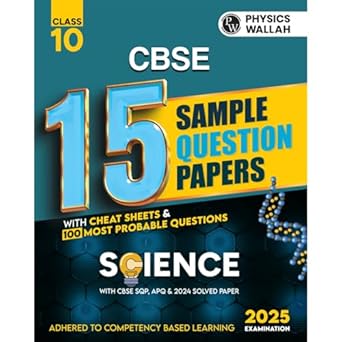 CLASS
10
PW
PHYSICS
WALLAH
CBSE
15
SAMPLE
QUESTION
PAPERS
WITH CHEAT SHEETS &
100 MOST PROBABLE QUESTIONS
SCIENCE
WITH CBSE SQP, APQ & 2024 SOLVED PAPER
2025
EXAMINATION
ADHERED TO COMPETENCY BASED LEARNING